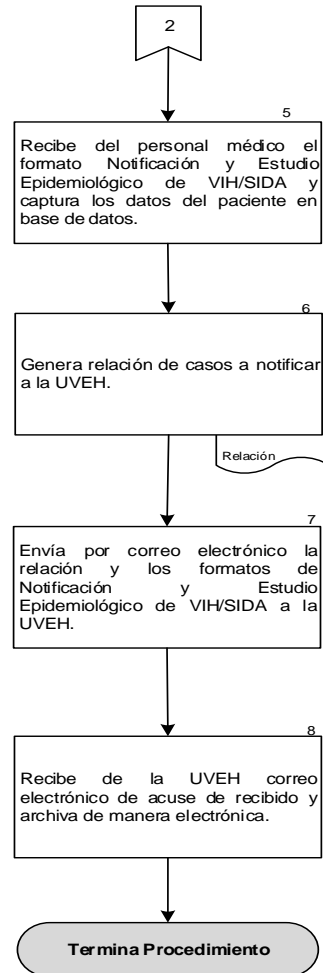 2
5
Recibe del personal médico el
formato Notificación y Estudio
Epidemiológico de VIH/SIDA y
captura los datos del paciente en
base de datos.
6
Genera relación de casos a notificar
a la UVEH.
Relación
7
Envía por correo electrónico la
relación y los formatos de
Notificación y Estudio
Epidemiológico de VIH/SIDA a la
UVEH.
8
Recibe de la UVEH correo
electrónico de acuse de recibido y
archiva de manera electrónica.
Termina Procedimiento